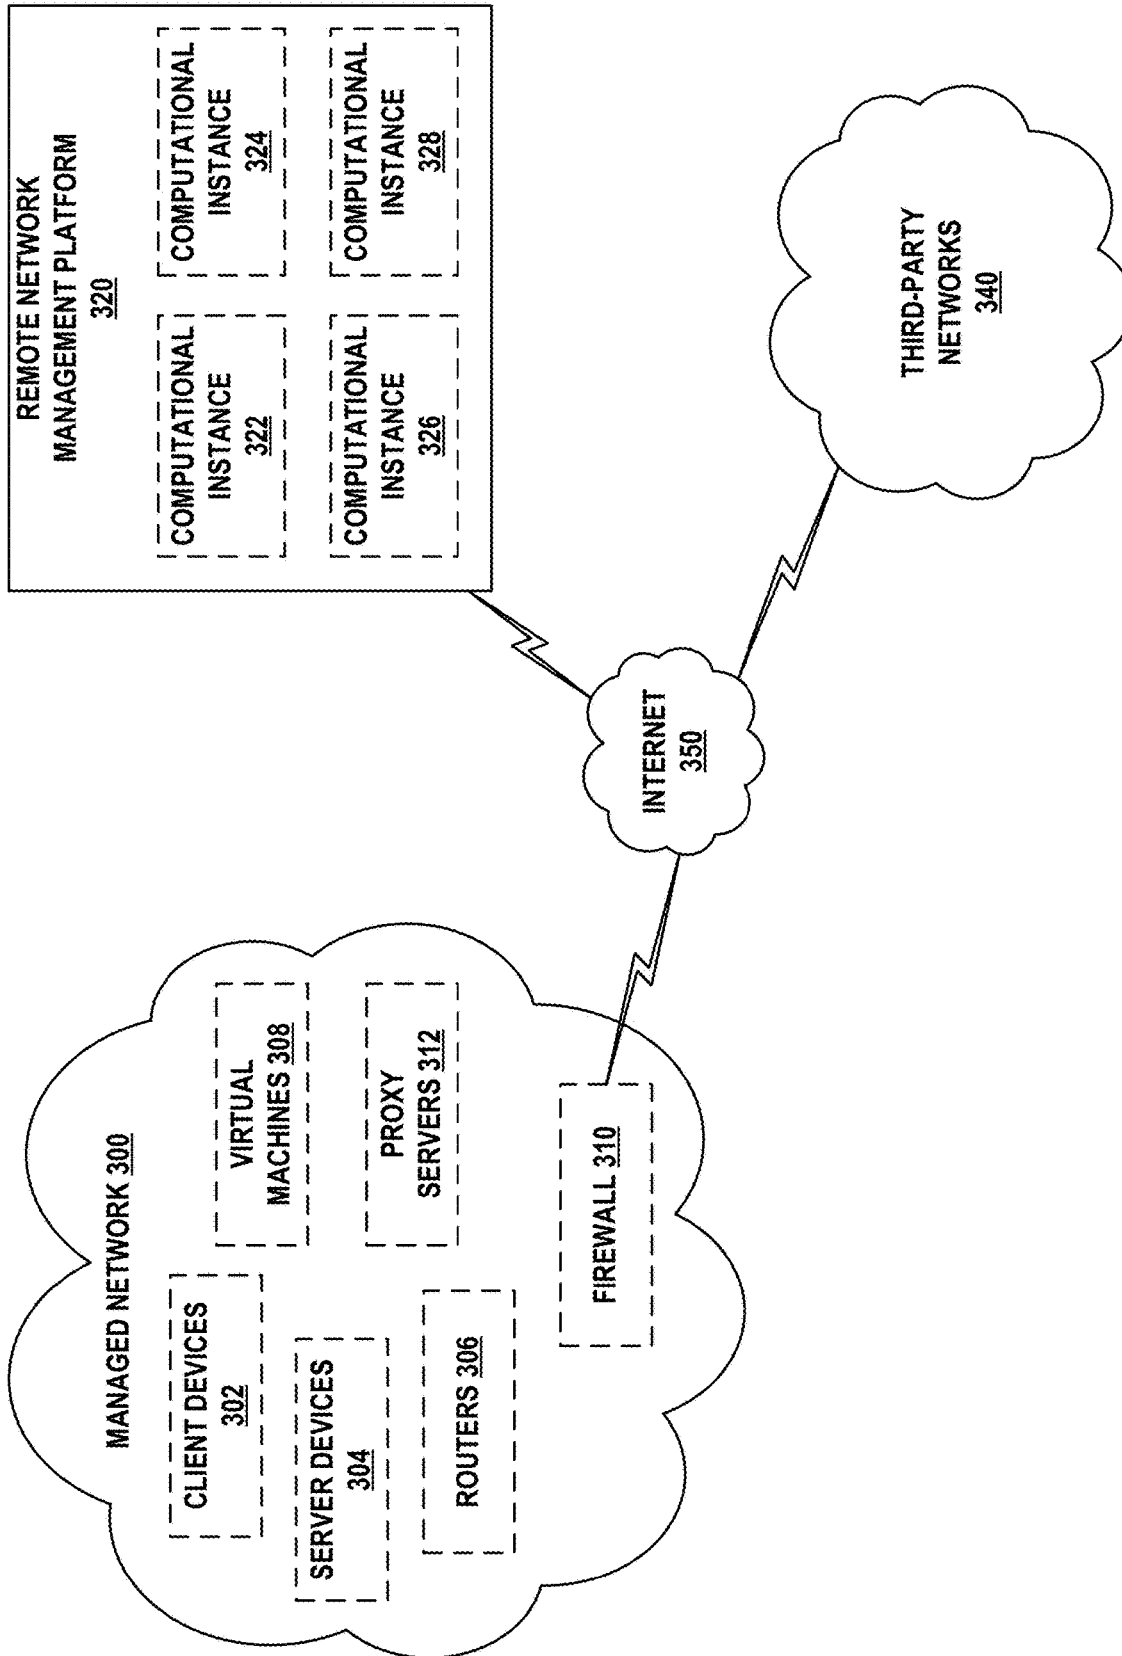 MANAGED NETWORK 300
CLIENT DEVICES
302
SERVER DEVICES
304
ROUTERS 306
VIRTUAL
MACHINES 308
PROXY
SERVERS 312
FIREWALL 310
INTERNET
350
REMOTE NETWORK
MANAGEMENT PLATFORM
320
COMPUTATIONAL
INSTANCE
322
COMPUTATIONAL
INSTANCE
324
COMPUTATIONAL
INSTANCE
326
COMPUTATIONAL
INSTANCE
328
THIRD-PARTY
NETWORKS
340